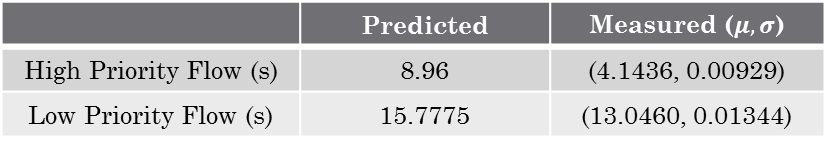 Predicted Measured (μ, σ)
High Priority Flow (s) 8.96 (4.1436, 0.00929)
Low Priority Flow (s) 15.7775 (13.0460, 0.01344)